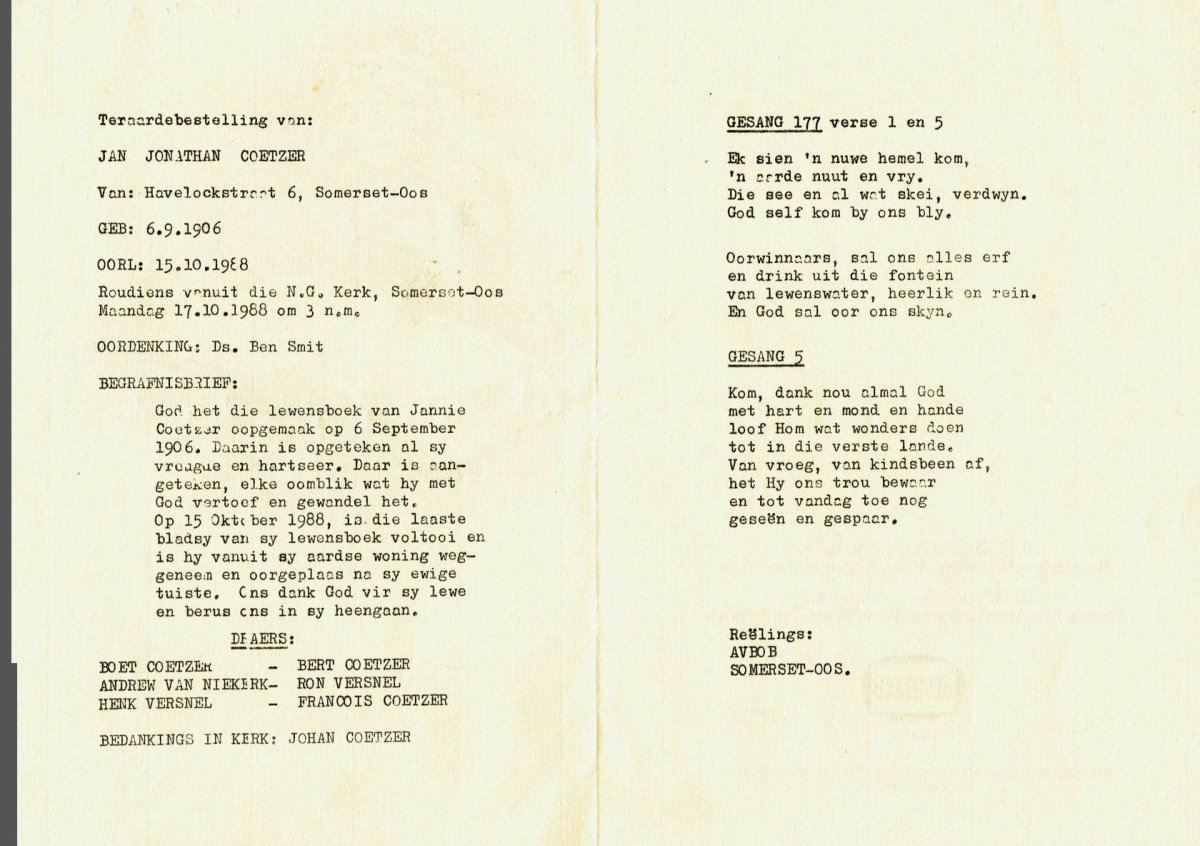 Teraardebestelling van:
JAN JONATHAN COETZER
Van: Havelockstraat 6, Somerset-Oos
GEB: 6.9.1906
OORL: 15.10.1988
Roudiens vanuit die N.G. Kerk, Somerset-Oos
Maandag 17.10.1988 om 3 n.m.
OORDENKING: Ds. Ben Smit
BEGRAFNISBRIEF:
God het die lewensboek van Jannie
Coetzer oopgemaak op 6 September
1906. Daarin is opgeteken al sy
vreugde en hartseer. Daar is aan-
geteken, elke oomblik wat hy met
God vertoef en gewandel het.
Op 15 Oktober 1988, is die laaste
bladsy van sy lewensboek voltooi en
is hy vanuit sy aardse woning weg-
geneem en oorgeplaas na sy ewige
tuiste. Ons dank God vir sy lewe
en berus ons in sy heengaan.
DRAERS:
BOET COETZER - BERT COETZER
ANDREW VAN NIEKERK- RON VERSNEL
HENK VERSNEL - FRANCOIS COETZER
BEDANKINGS IN KERK: JOHAN COETZER
GESANG 177 verse 1 en 5
Ek sien 'n nuwe hemel kom,
'n aarde nuut en vry.
Die see en al wat skei, verdwyn.
God self kom by ons bly.
Oorwinnaars, sal ons alles erf
en drink uit die fontein
van lewenswater, heerlik en rein.
En God sal oor ons skyn.
GESANG 5
Kom, dank nou almal God
met hart en mond en hande
loof Hom wat wonders doen
tot in die verste lande.
Van vroeg, van kindsbeen af,
het Hy ons trou bewaar
en tot vandag toe nog
geseën en gespaar.
Reëlings:
AVBOB
SOMERSET-OOS.